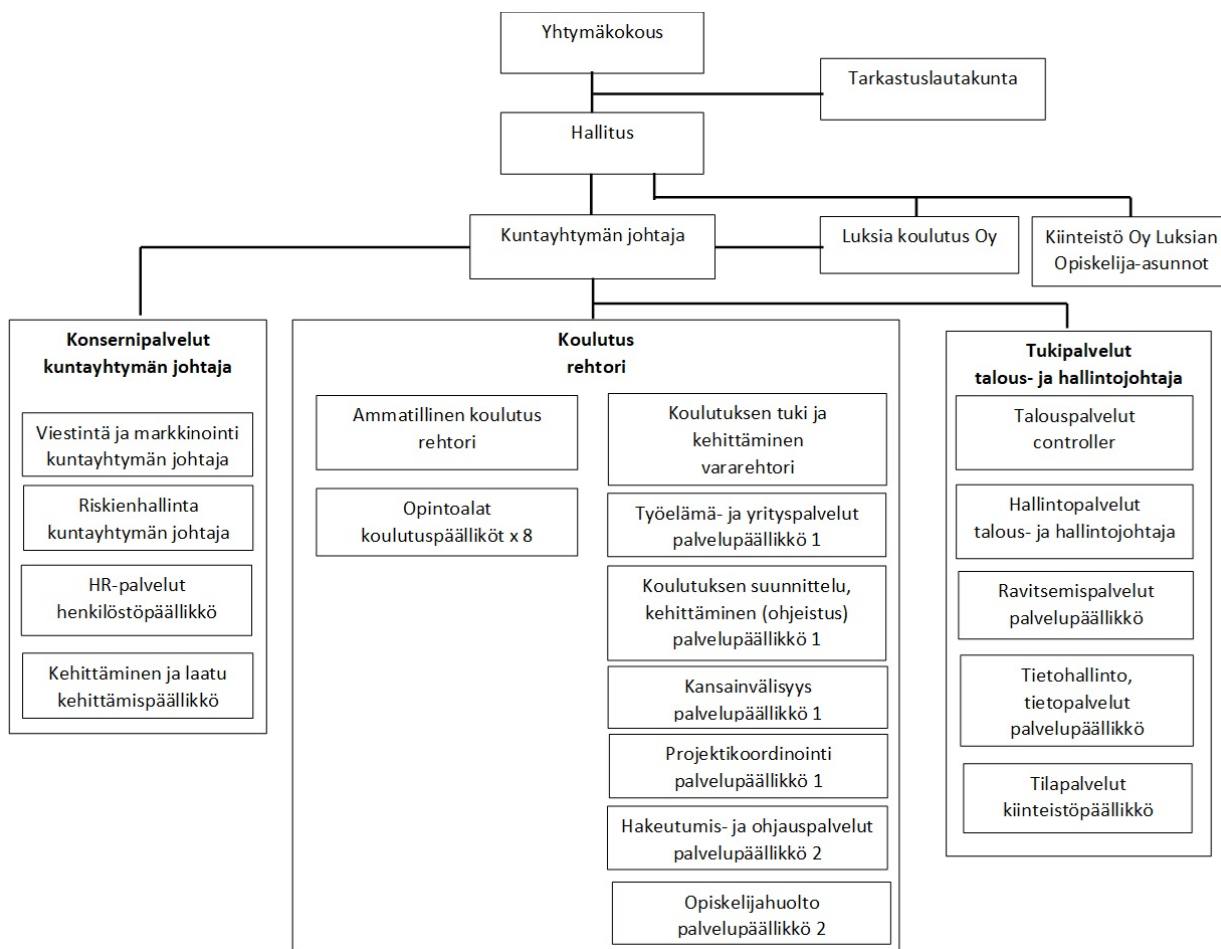 Yhtymäkokous
Tarkastuslautakunta
Hallitus
Kuntayhtymän johtaja
Luksia koulutus Oy
Kiinteistö Oy Luksian
Opiskelija-asunnot
Konsernipalvelut
kuntayhtymän johtaja
Viestintä ja markkinointi
kuntayhtymän johtaja
Riskienhallinta
kuntayhtymän johtaja
HR-palvelut
henkilöstöpäällikkö
Kehittäminen ja laatu
kehittämispäällikkö
Koulutus
rehtori
Ammatillinen koulutus
rehtori
Opintoalat
koulutuspäälliköt x 8
Koulutuksen tuki ja
kehittäminen
vararehtori
Työelämä- ja yrityspalvelut
palvelupäällikkö 1
Koulutuksen suunnittelu,
kehittäminen (ohjeistus)
palvelupäällikkö 1
Kansainvälisyys
palvelupäällikkö 1
Projektikoordinointi
palvelupäällikkö 1
Hakeutumis- ja ohjauspalvelut
palvelupäällikkö 2
Opiskelijahuolto
palvelupäällikkö 2
Tukipalvelut
talous- ja hallintojohtaja
Talouspalvelut
controller
Hallintopalvelut
talous- ja hallintojohtaja
Ravitsemispalvelut
palvelupäällikkö
Tietohallinto,
tietopalvelut
palvelupäällikkö
Tilapalvelut
kiinteistöpäällikkö